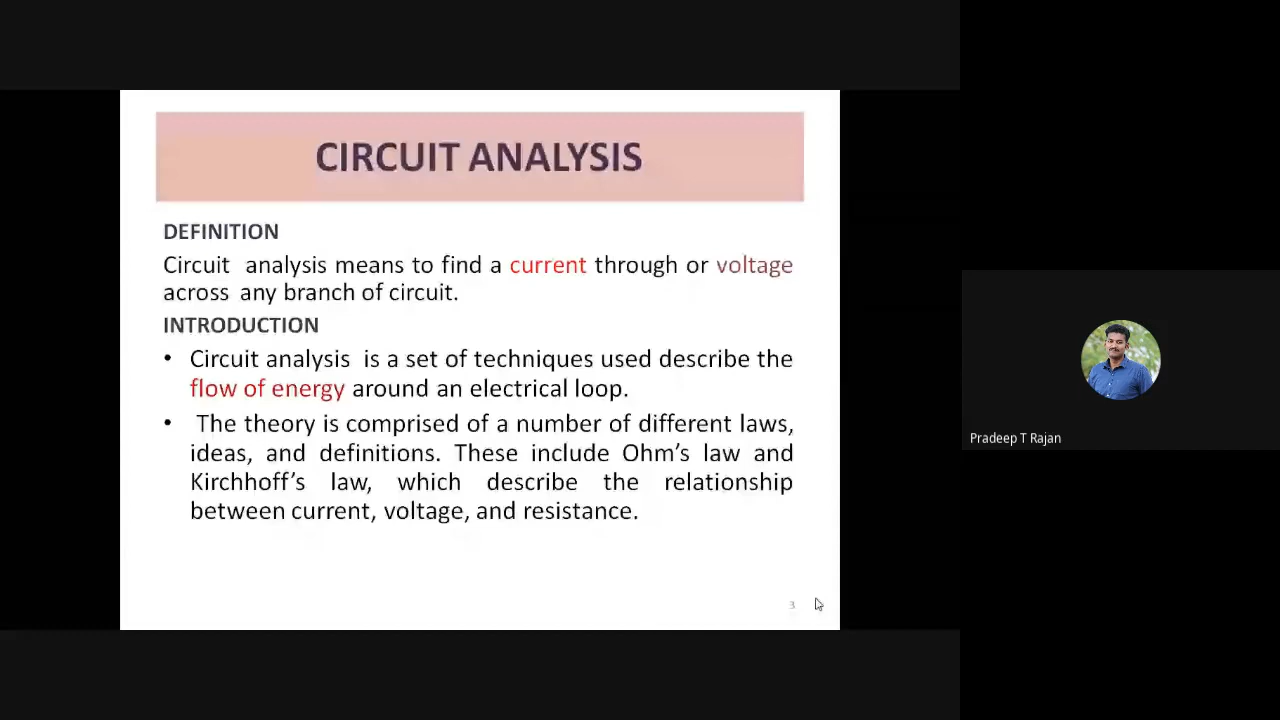 CIRCUIT ANALYSIS
DEFINITION
Circuit analysis means to find a current through or voltage
across any branch of circuit.
INTRODUCTION
• Circuit analysis is a set of techniques used describe the
flow of energy around an electrical loop.
• The theory is comprised of a number of different laws,
ideas, and definitions. These include Ohm's law and
Kirchhoff's law, which describe the relationship
between current, voltage, and resistance.
3
Pradeep T Rajan